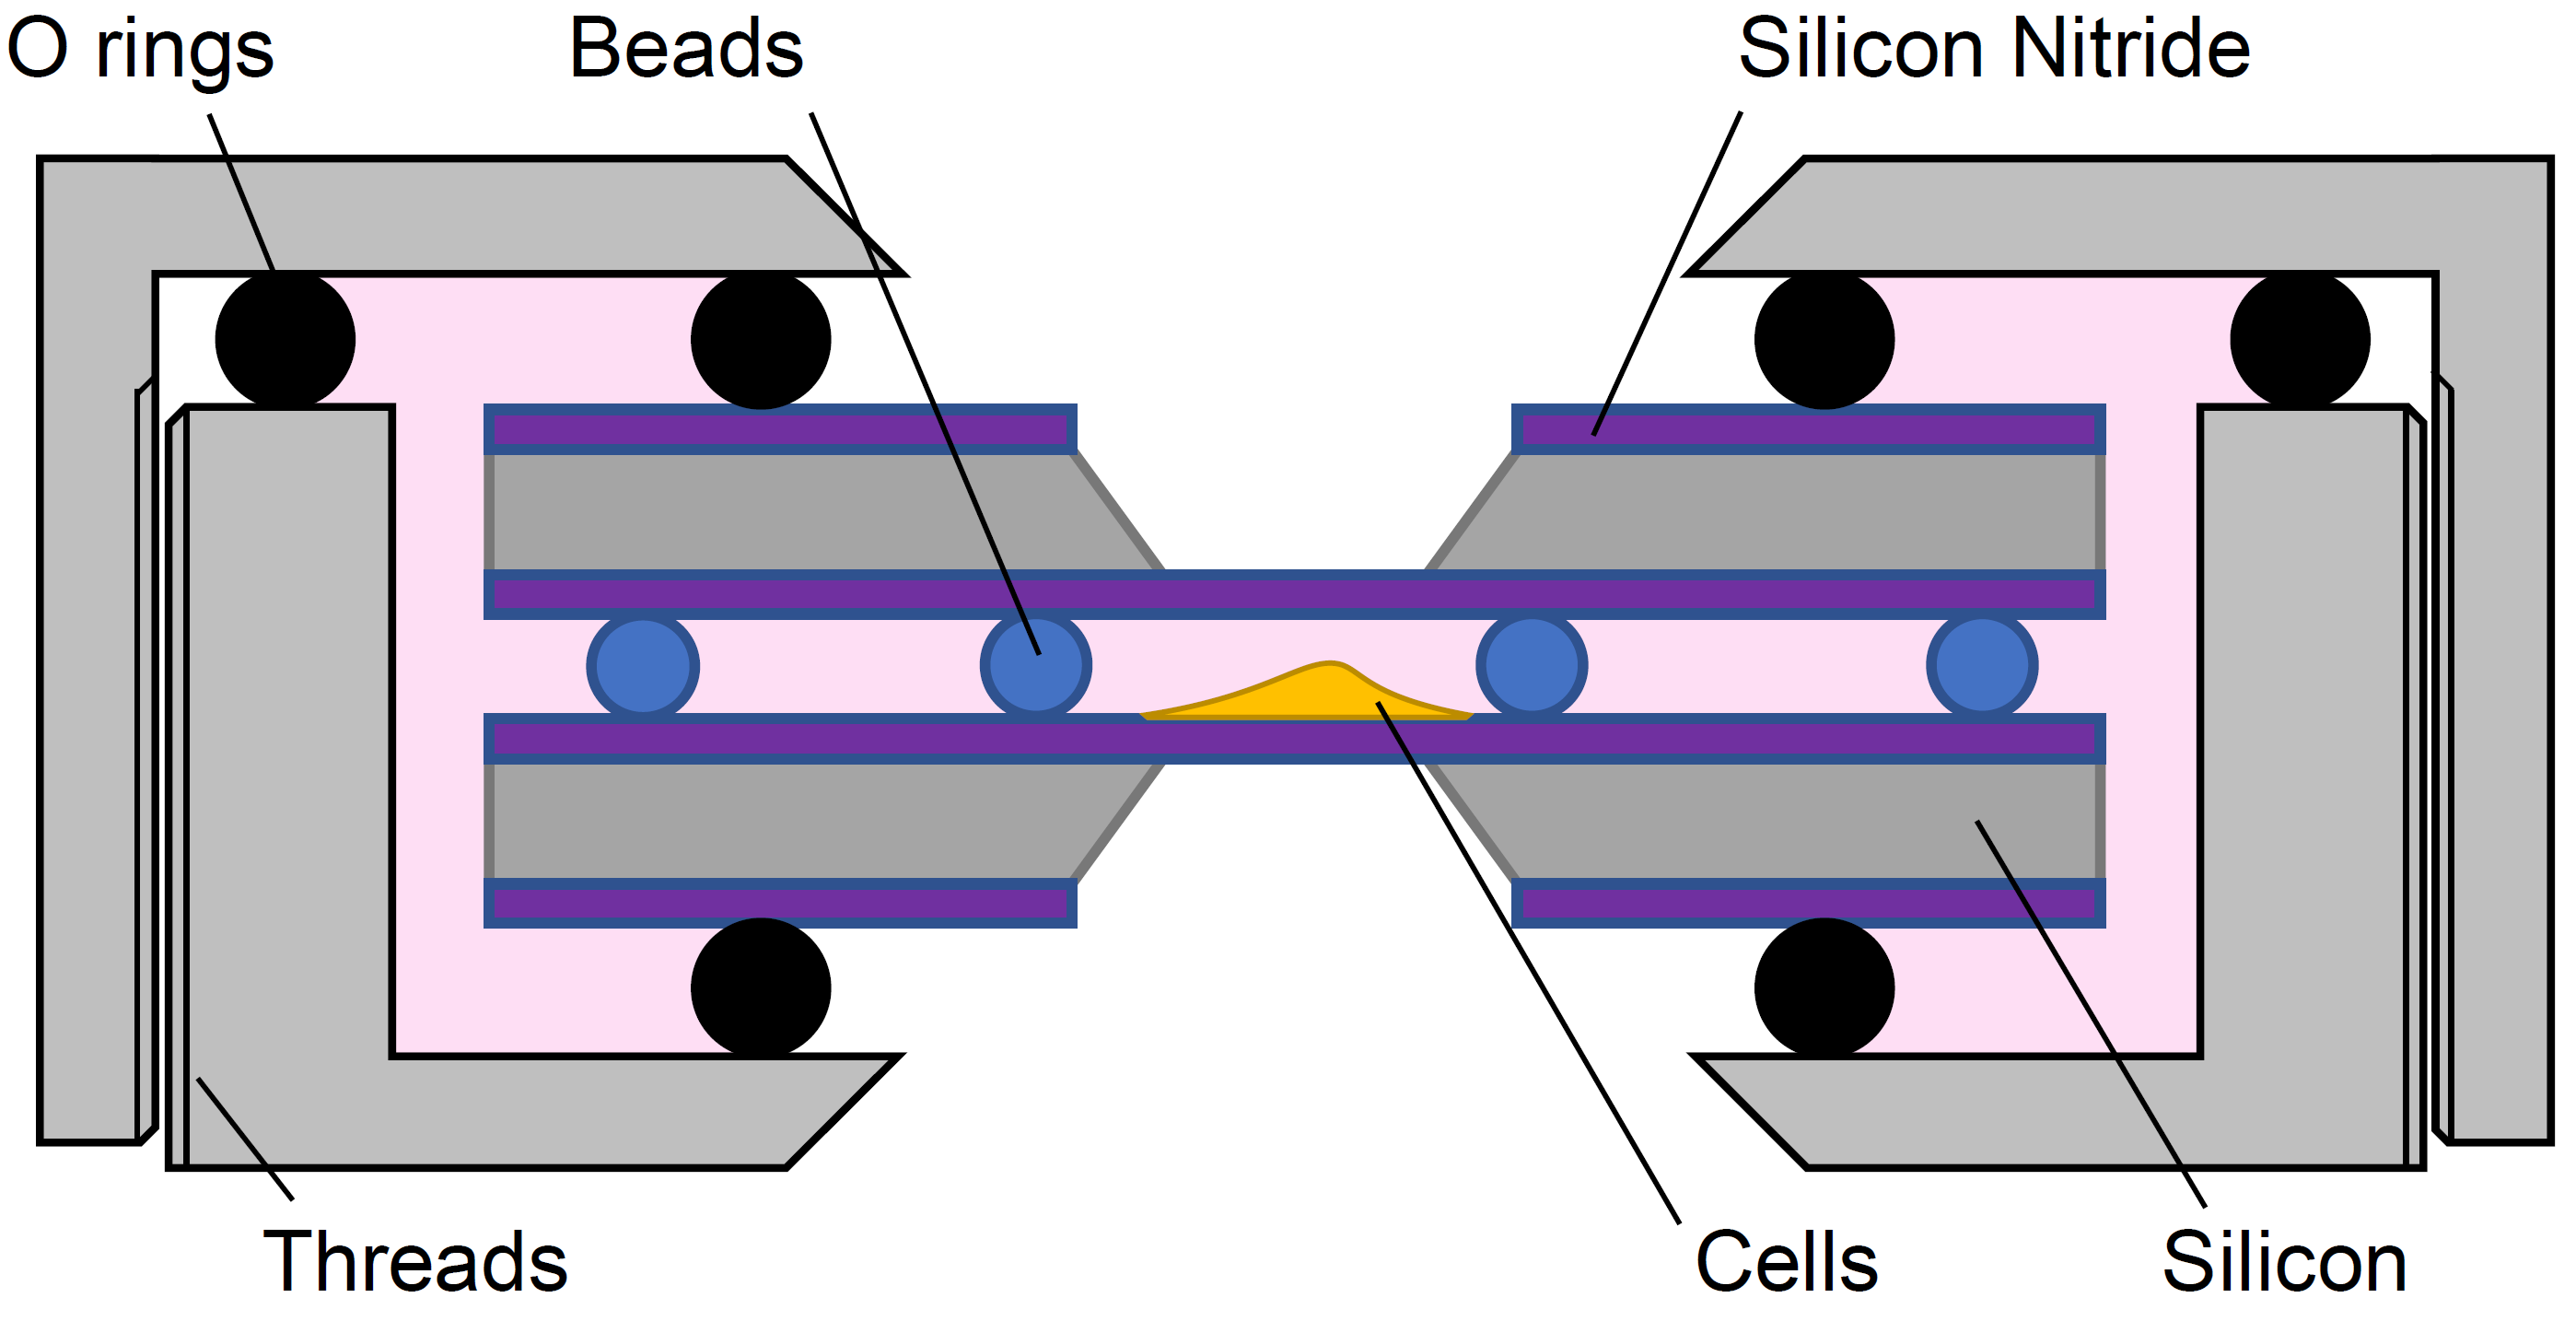 O rings
Beads
Silicon Nitride
Threads
Cells
Silicon